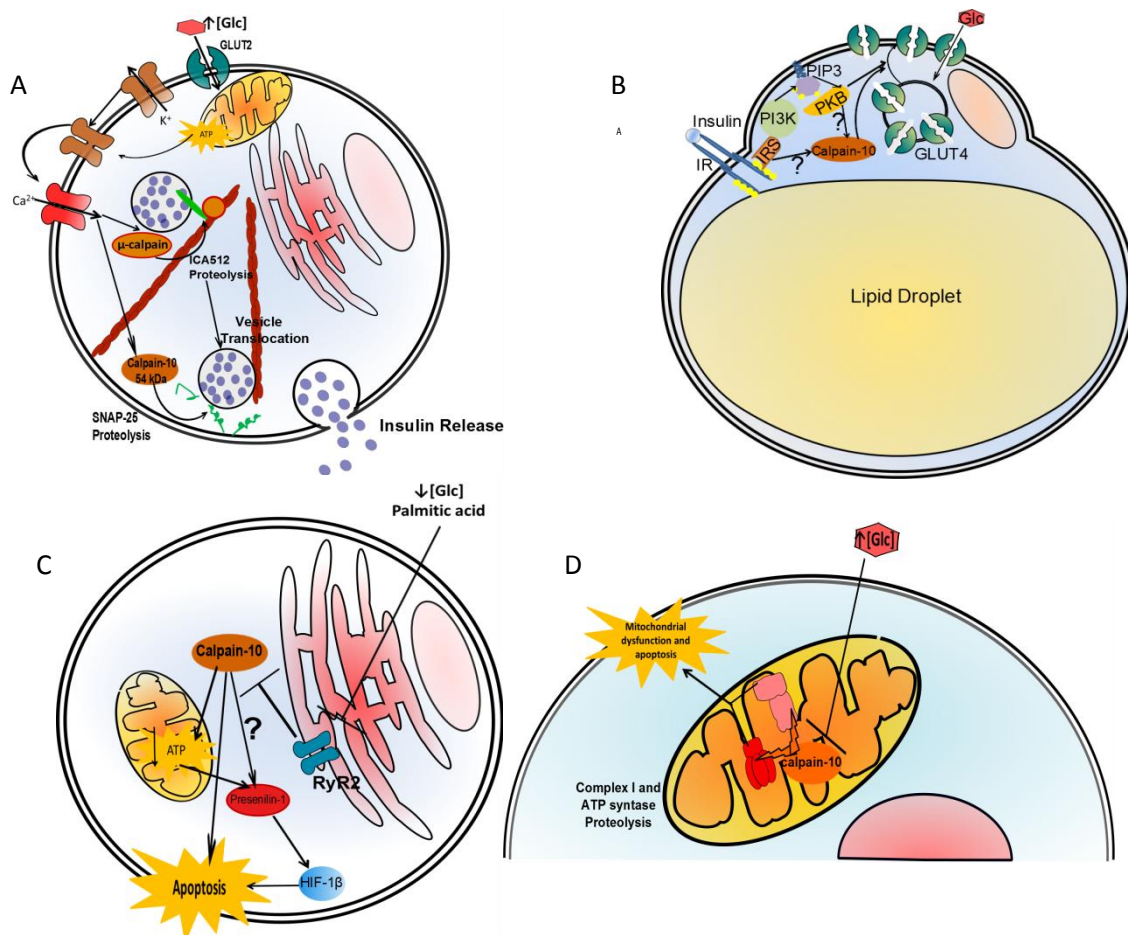 A
↑[Glc]
GLUT2
K⁺
ATP
Ca²⁺
μ-calpain
ICA512
Proteolysis
Vesicle
Translocation
Calpain-10
54 kDa
SNAP-25
Proteolysis
Insulin Release
B
A
Glc
PIP3
PKB
PI3K
?
Insulin
IRS
IR
?
Calpain-10
GLUT4
Lipid Droplet
C
↓[Glc]
Palmitic acid
Calpain-10
ATP
?
RyR2
Presenilin-1
HIF-1β
Apoptosis
D
↑[Glc]
Mitochondrial
dysfunction and
apoptosis
calpain-10
Complex I and
ATP syntase
Proteolysis